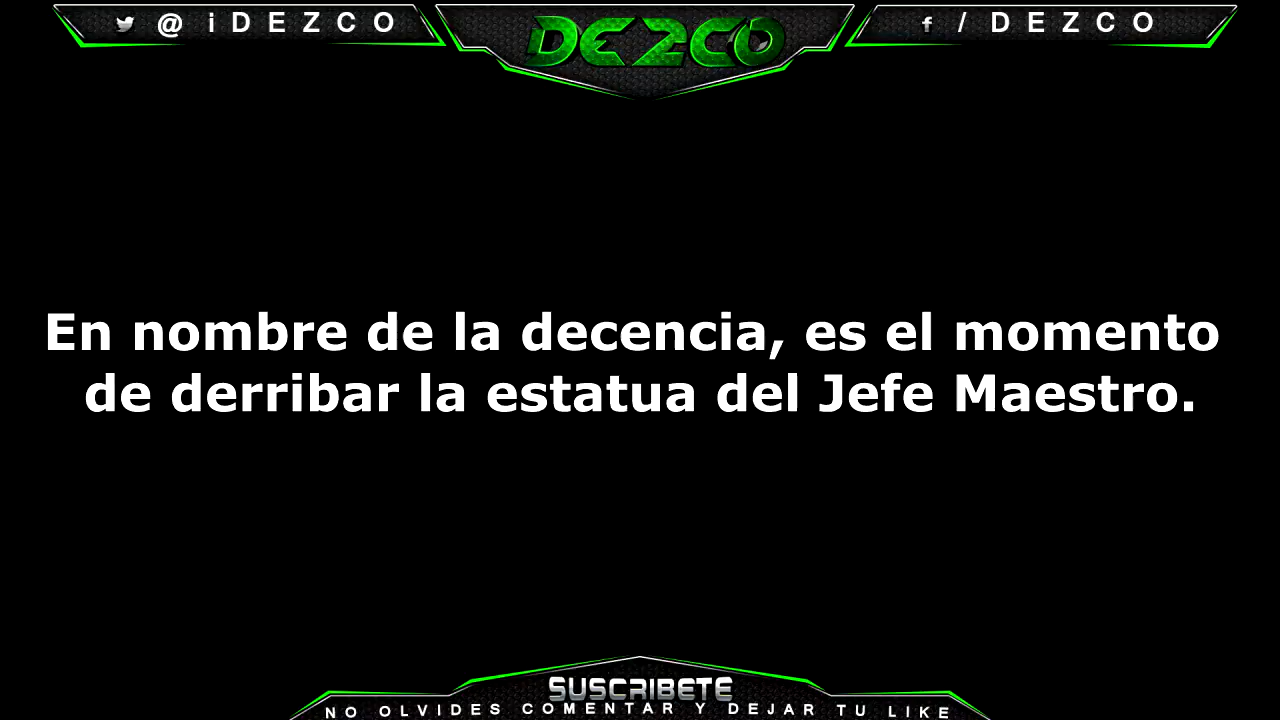 @iDEZCO
DEZCO
/DEZCO
En nombre de la decencia, es el momento
de derribar la estatua del Jefe Maestro.
SUSCRIBETE
NO OLVIDES COMENTAR Y DEJAR TU LIKE